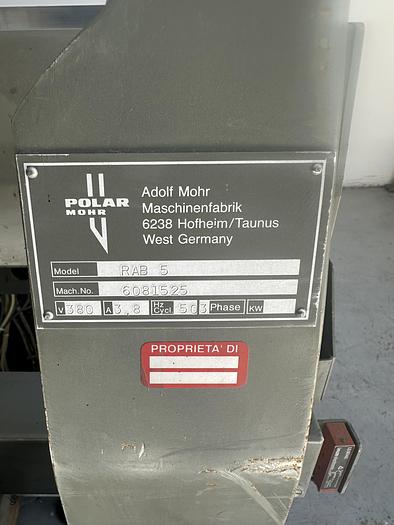 POLAR
MOHR
Adolf Mohr
Maschinenfabrik
6238 Hofheim/Taunus
West Germany
Model RAB 5
Mach.No. 6081525
V 380 A 3,8 Hz Cycl. 50 3 Phase KW
PROPRIETA' DI